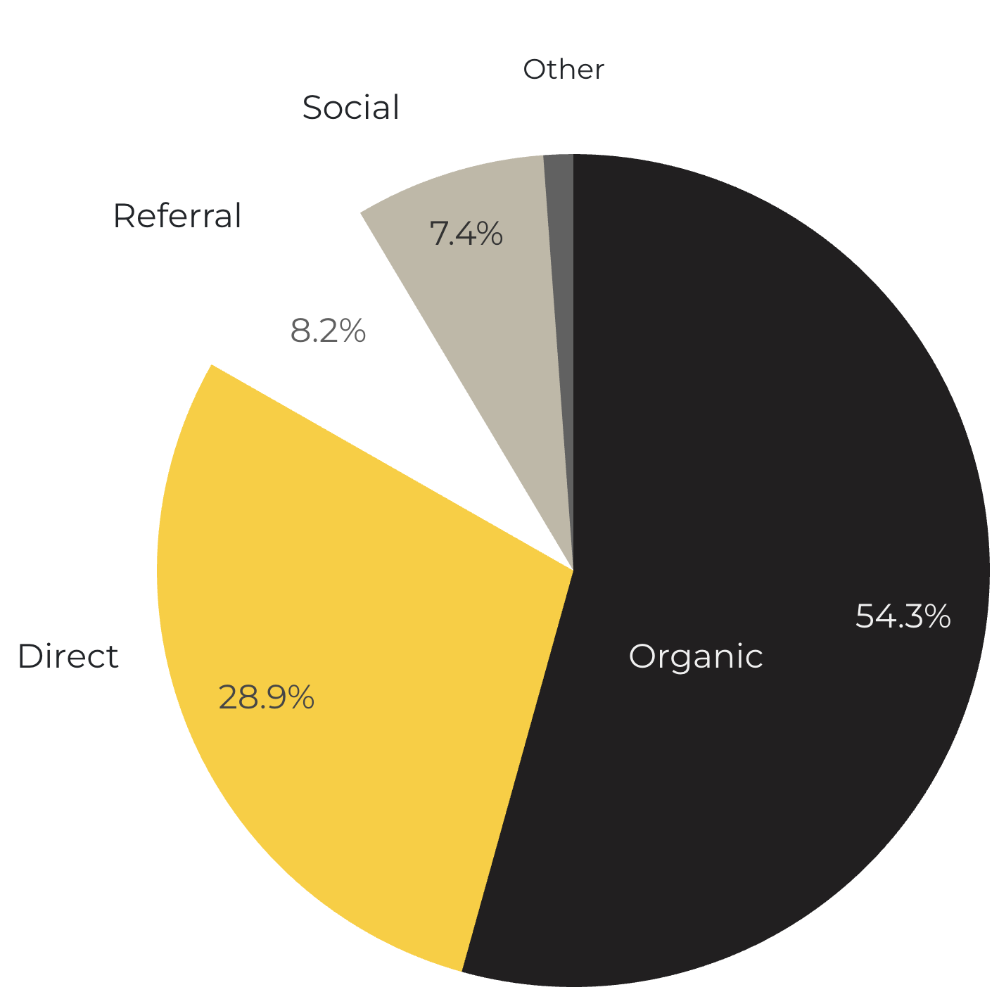 Other
Social
Referral
7.4%
8.2%
54.3%
Organic
Direct
28.9%